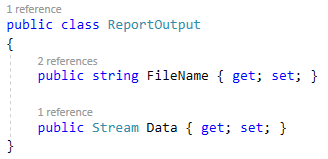 1 reference
public class ReportOutput
{
2 references
public string FileName { get; set; }
1 reference
public Stream Data { get; set; }
}